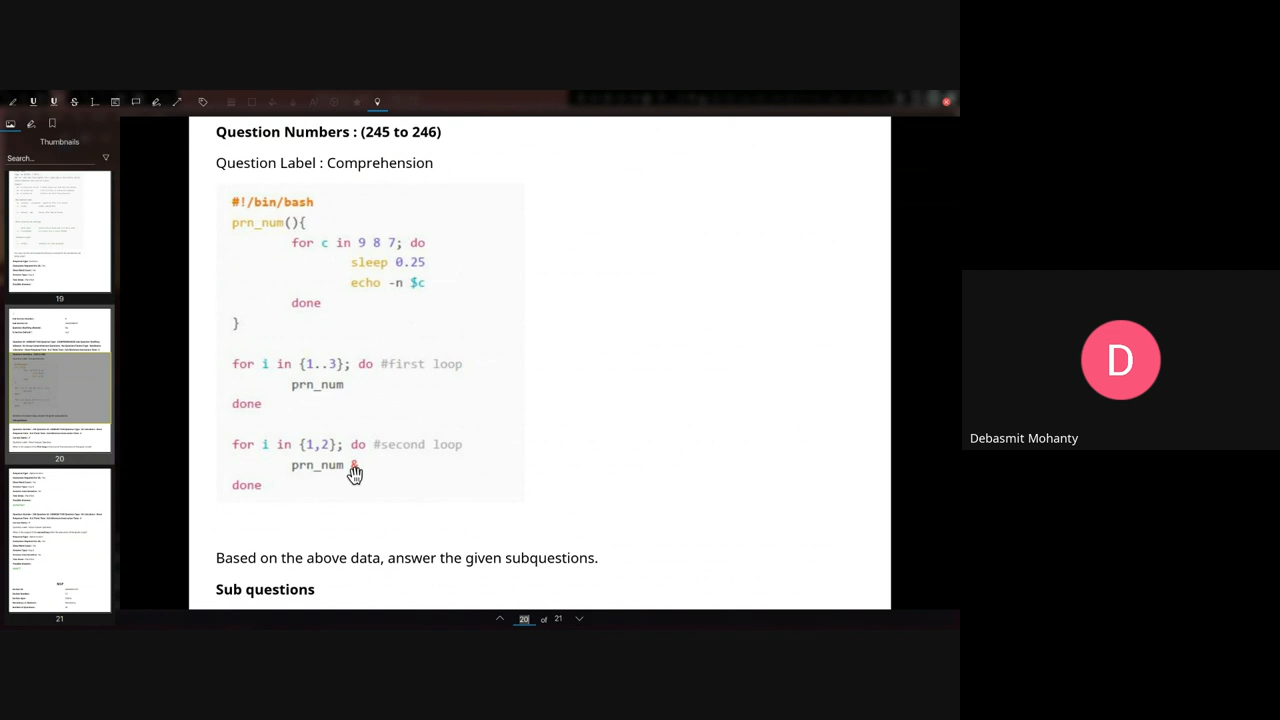 Thumbnails
Search...
19
20
21
Question Numbers : (245 to 246)
Question Label : Comprehension
#!/bin/bash
prn_num(){
for c in 9 8 7; do
sleep 0.25
echo -n $c
done
}
for i in {1..3}; do #first loop
prn_num
done
for i in {1,2}; do #second loop
prn_num &
done
Based on the above data, answer the given subquestions.
Sub questions
20 of 21
D
Debasmit Mohanty